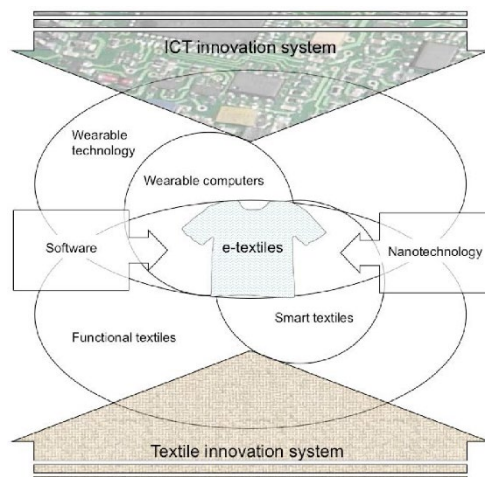 ICT innovation system
Wearable
technology
Wearable computers
Software
e-textiles
Nanotechnology
Smart textiles
Functional textiles
Textile innovation system